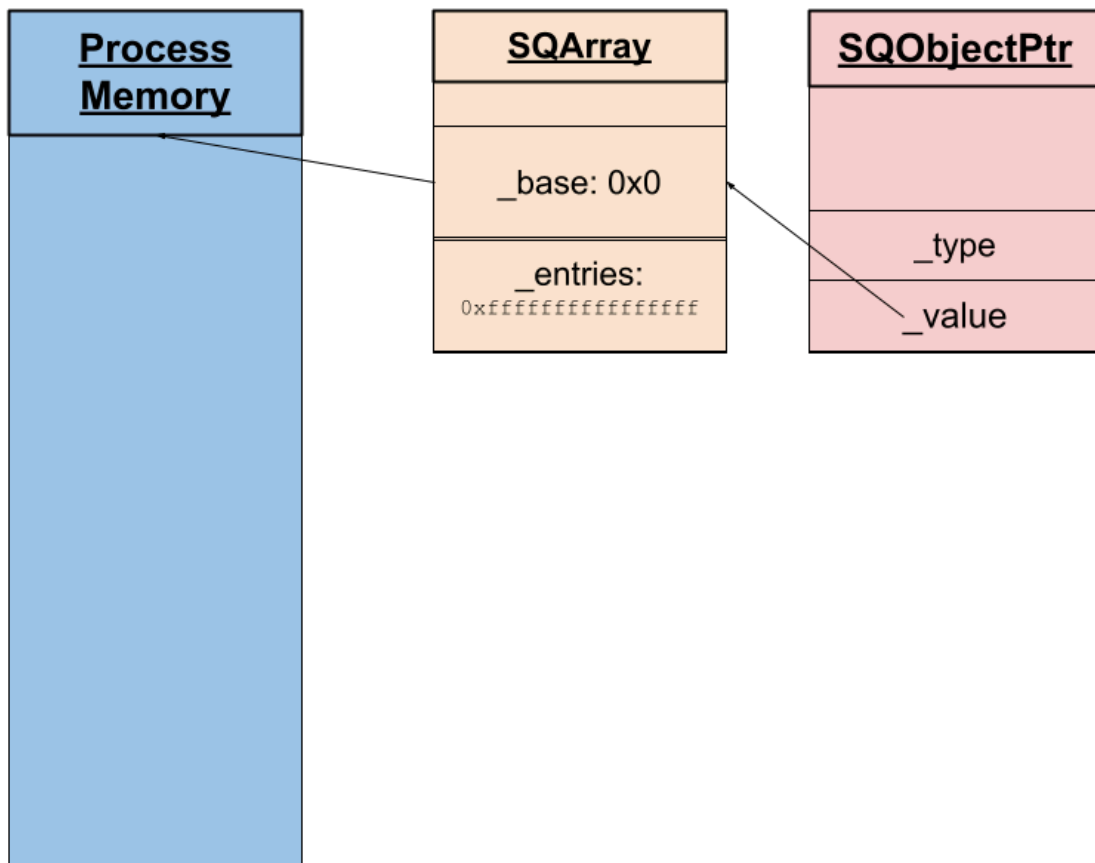 Process
Memory
SQArray
_base: 0x0
_entries:
0xffffffffffffffff
SQObjectPtr
_type
_value